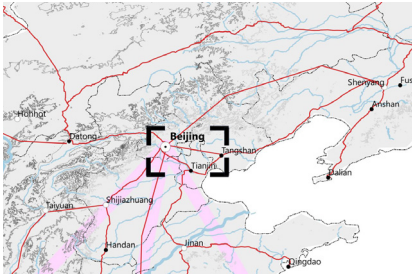 Shenyang
Fus
Hohhot
Anshan
Datong
Beijing
Tangshan
Tianjin
Dalian
Taiyuan
Shijiazhuang
Handan
Jinan
Qingdao